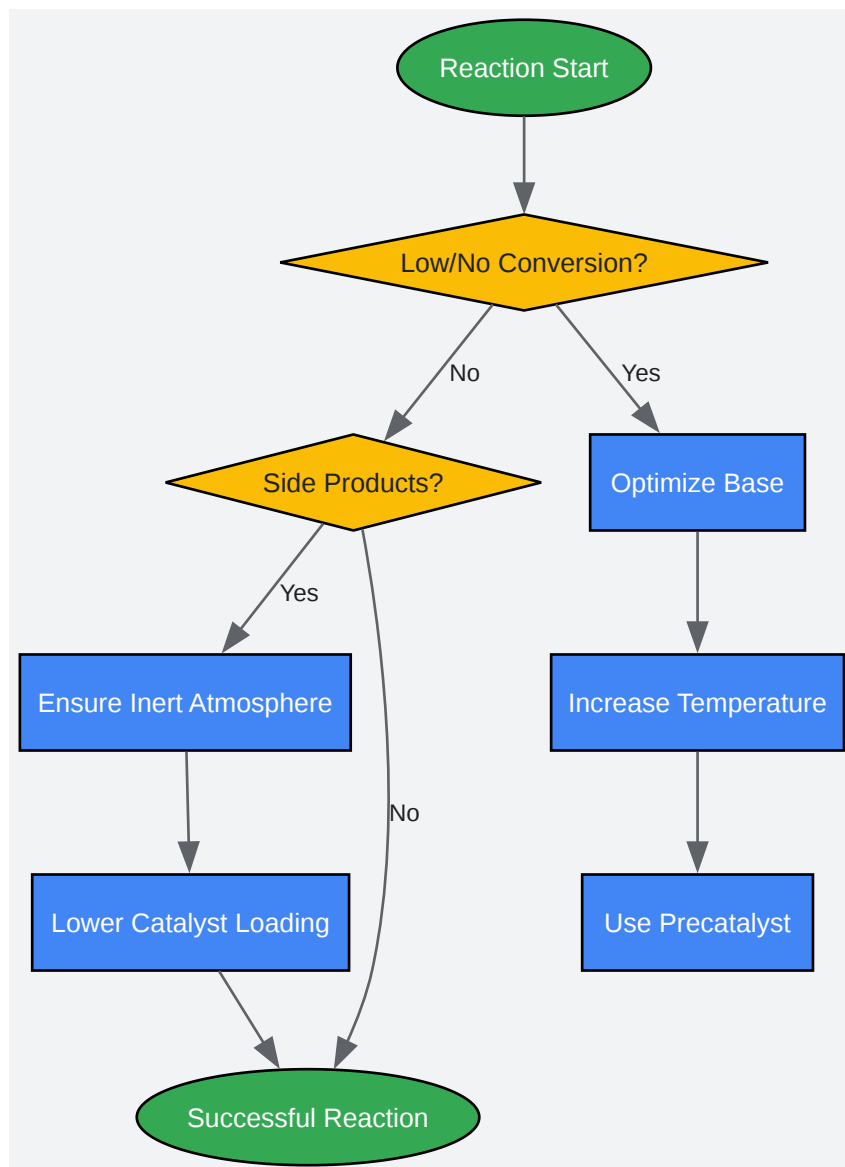 Reaction Start
Low/No Conversion?
No
Yes
Side Products?
Optimize Base
Yes
Ensure Inert Atmosphere
Increase Temperature
No
Lower Catalyst Loading
Use Precatalyst
Successful Reaction